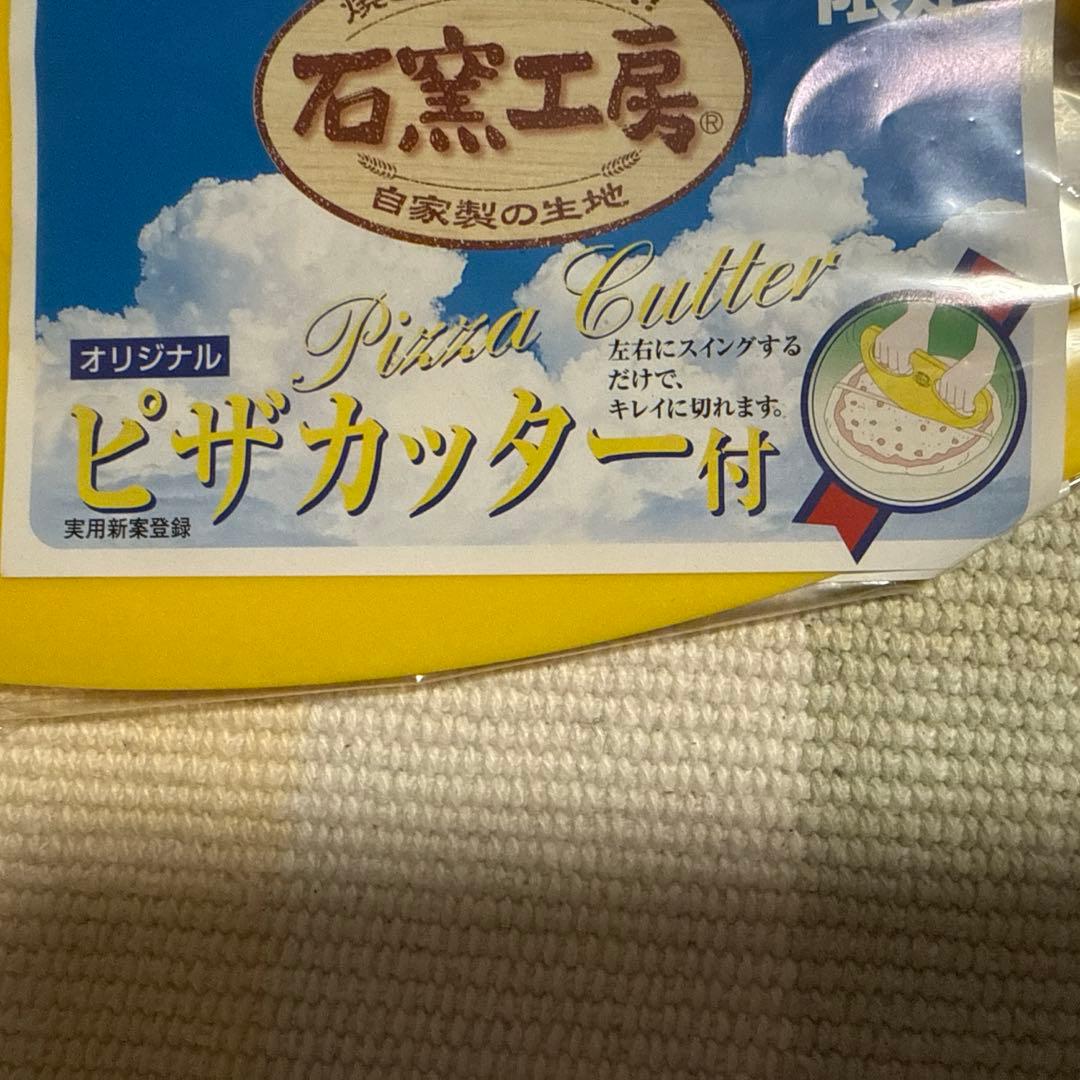 石窯工房®
自家製の生地
Pizza Cutter
オリジナル
左右にスイングする
だけで、
キレイに切れます。
ピザカッター付
実用新案登録